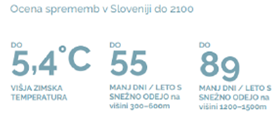 Ocena sprememb v Sloveniji do 2100
DO
5,4°C
VIŠJA ZIMSKA
TEMPERATURA
DO
55
MANJ DNI / LETO S
SNEŽNO ODEJO na
višini 300–600m
DO
89
MANJ DNI / LETO S
SNEŽNO ODEJO na
višini 1200–1500m